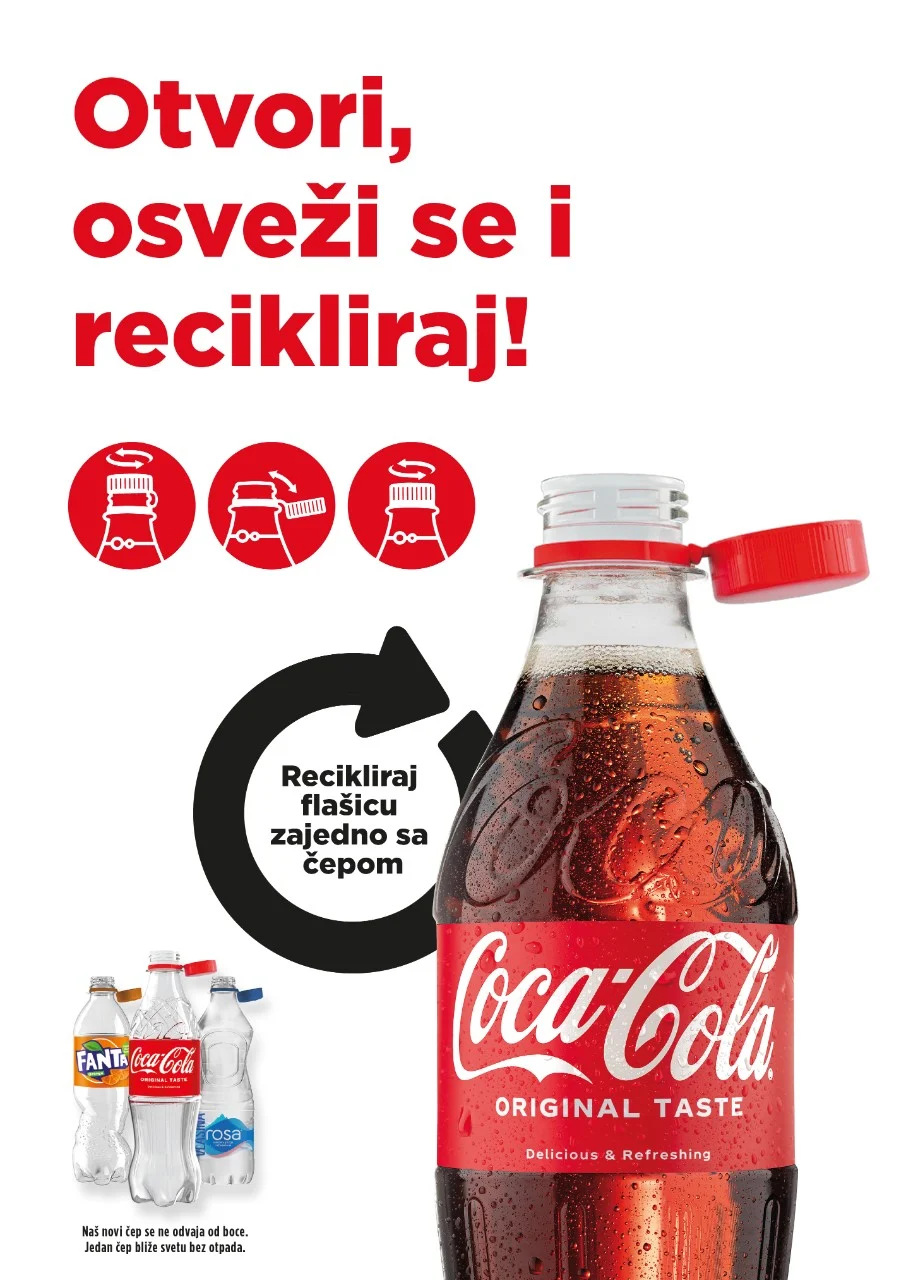 Otvori,
osveži se i
recikliraj!
Recikliraj
flašicu
zajedno sa
čepom
Coca-Cola
ORIGINAL TASTE
Delicious & Refreshing
FANTA
Coca-Cola
ORIGINAL TASTE
VLASINA
rosa
Naš novi čep se ne odvaja od boce.
Jedan čep bliže svetu bez otpada.